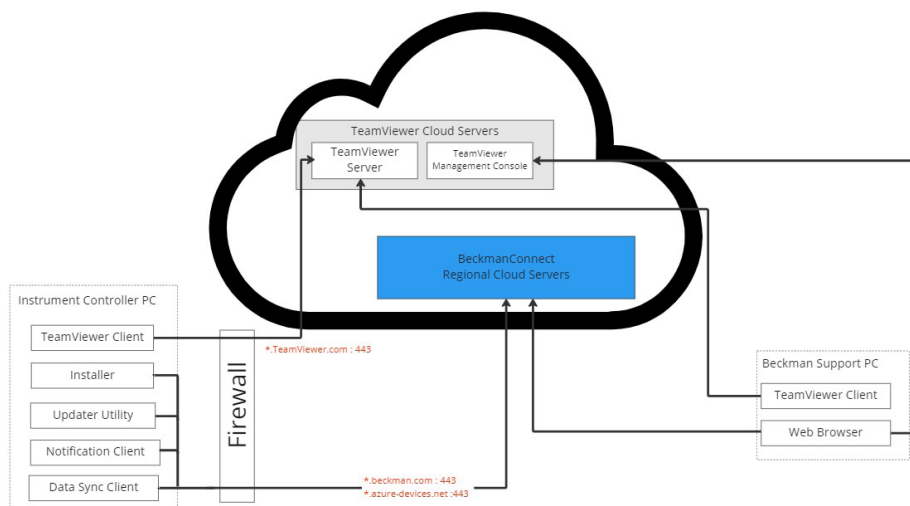 TeamViewer Cloud Servers
TeamViewer
Server
TeamViewer
Management Console
BeckmanConnect
Regional Cloud Servers
Instrument Controller PC
TeamViewer Client
Installer
Updater Utility
Notification Client
Data Sync Client
Firewall
*.TeamViewer.com : 443
*.beckman.com : 443
*.azure-devices.net :443
Beckman Support PC
TeamViewer Client
Web Browser